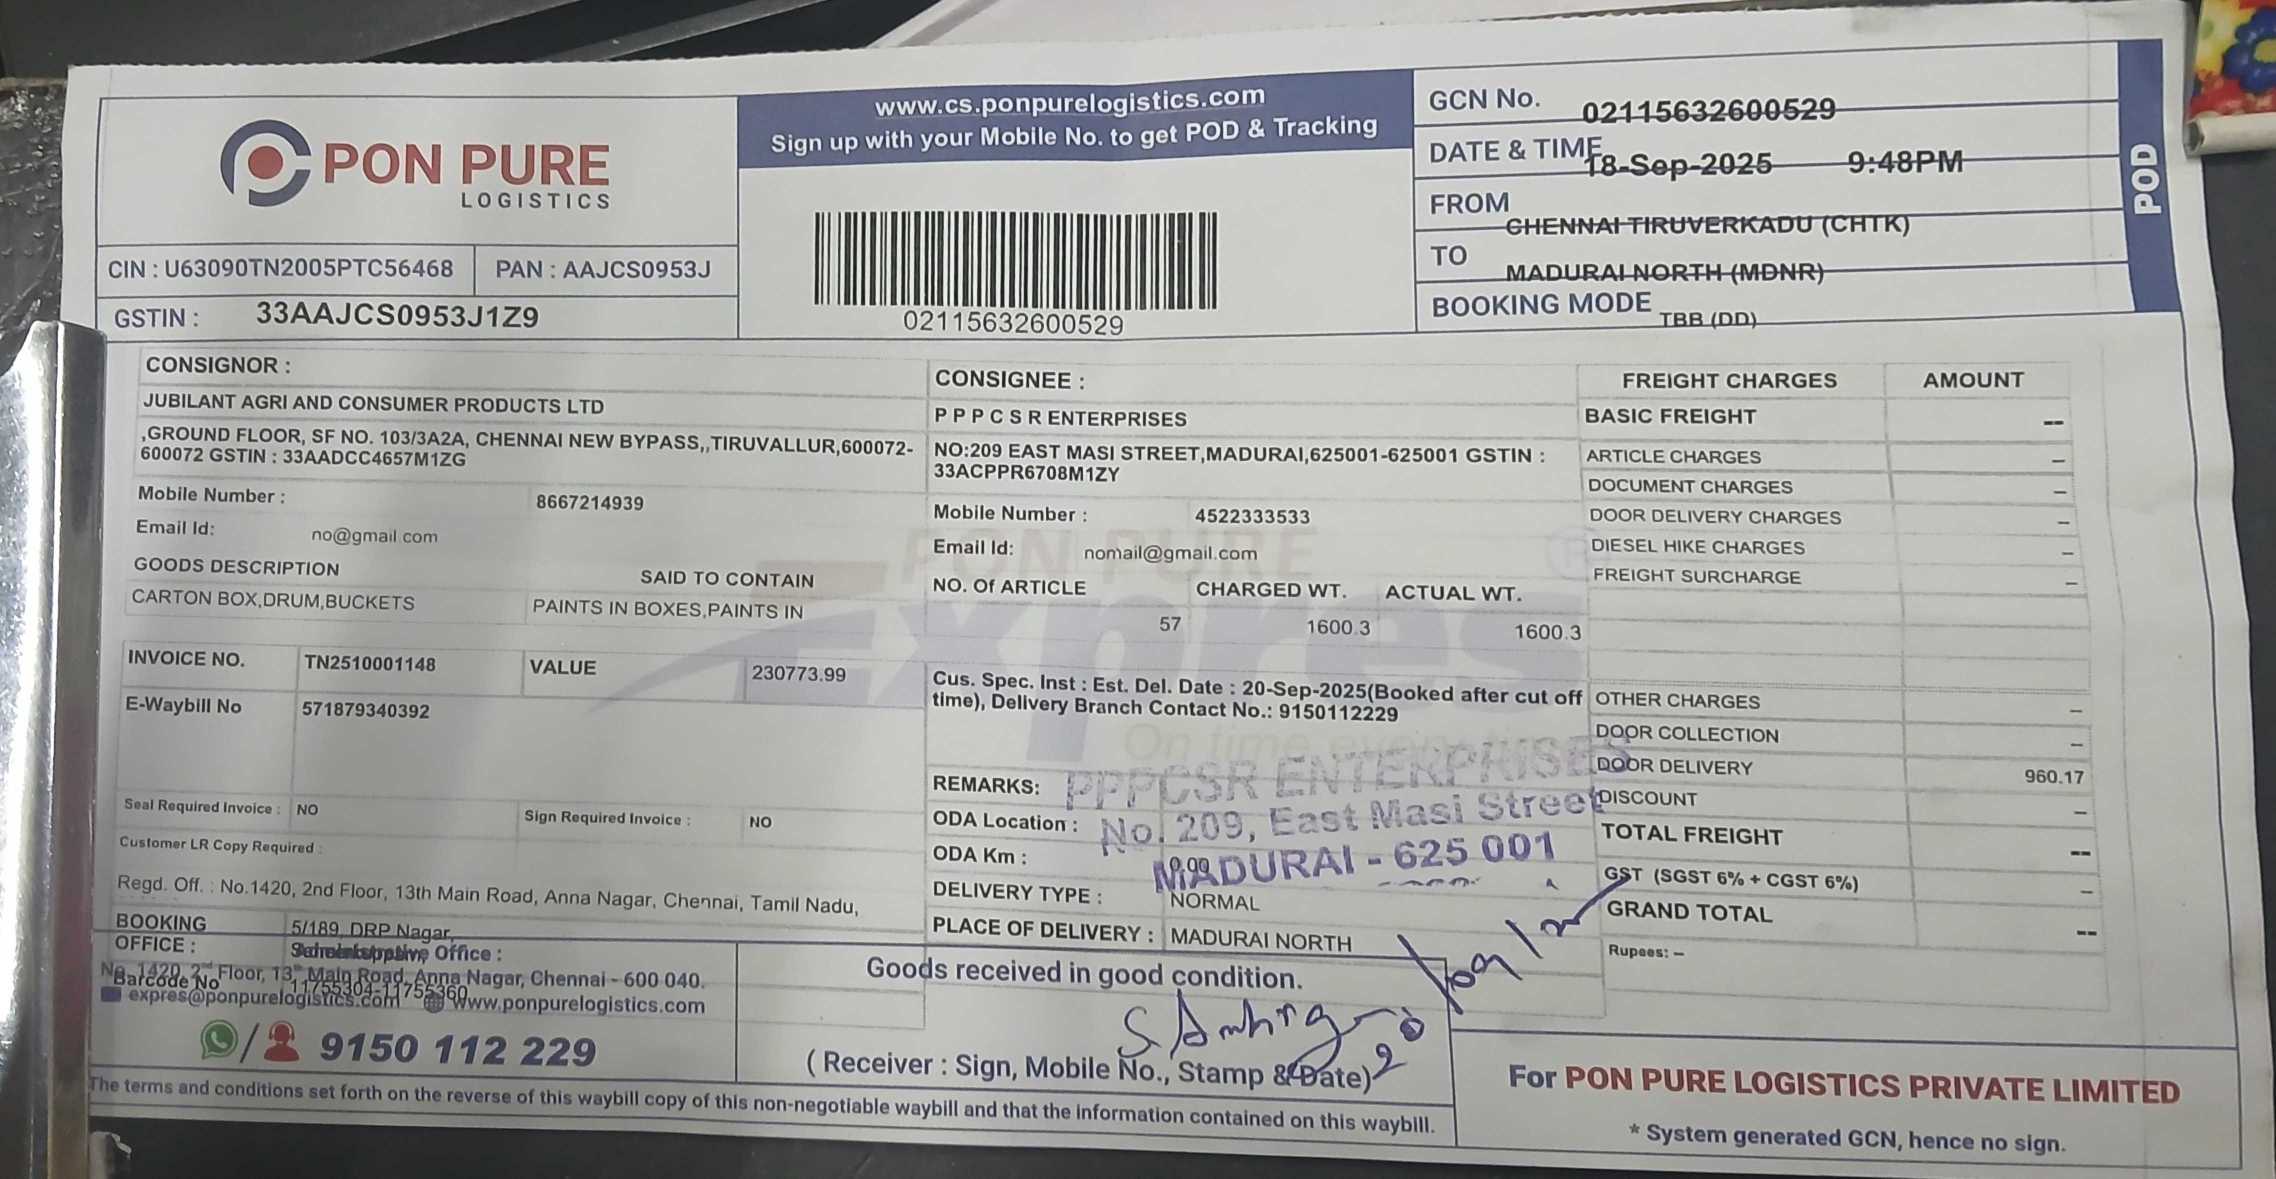 PON PURE
LOGISTICS
CIN : U63090TN2005PTC56468
PAN : AAJCS0953J
GSTIN : 33AAJCS0953J1Z9
www.cs.ponpurelogistics.com
Sign up with your Mobile No. to get POD & Tracking
02115632600529
GCN No. 02115632600529
DATE & TIME 18-Sep-2025 9:48PM
FROM CHENNAI TIRUVERKADU (CHTK)
TO MADURAI NORTH (MDNR)
BOOKING MODE TBB (DD)
POD
CONSIGNOR :
JUBILANT AGRI AND CONSUMER PRODUCTS LTD
,GROUND FLOOR, SF NO. 103/3A2A, CHENNAI NEW BYPASS,,TIRUVALLUR,600072-
600072 GSTIN : 33AADCC4657M1ZG
Mobile Number : 8667214939
Email Id: no@gmail.com
GOODS DESCRIPTION SAID TO CONTAIN
CARTON BOX,DRUM,BUCKETS PAINTS IN BOXES,PAINTS IN
INVOICE NO. TN2510001148 VALUE 230773.99
E-Waybill No 571879340392
Seal Required Invoice : NO Sign Required Invoice : NO
Customer LR Copy Required :
Regd. Off. : No.1420, 2nd Floor, 13th Main Road, Anna Nagar, Chennai, Tamil Nadu,
BOOKING OFFICE : 5/189, DRP Nagar,
Administrative Office :
No. 1420, 2nd Floor, 13th Main Road, Anna Nagar, Chennai - 600 040.
Barcode No 11755304-11755360
expres@ponpurelogistics.com www.ponpurelogistics.com
9150 112 229
CONSIGNEE :
P P P C S R ENTERPRISES
NO:209 EAST MASI STREET,MADURAI,625001-625001 GSTIN :
33ACPPR6708M1ZY
Mobile Number : 4522333533
Email Id: nomail@gmail.com
NO. Of ARTICLE CHARGED WT. ACTUAL WT.
57 1600.3 1600.3
PON PURE
Expres
On time every
Cus. Spec. Inst : Est. Del. Date : 20-Sep-2025(Booked after cut off
time), Delivery Branch Contact No.: 9150112229
REMARKS:
ODA Location :
ODA Km : 0.00
DELIVERY TYPE : NORMAL
PLACE OF DELIVERY : MADURAI NORTH
PPPCSR ENTERPRISES
No. 209, East Masi Street
MADURAI - 625 001
Goods received in good condition.
( Receiver : Sign, Mobile No., Stamp & Date)
FREIGHT CHARGES AMOUNT
BASIC FREIGHT --
ARTICLE CHARGES –
DOCUMENT CHARGES –
DOOR DELIVERY CHARGES –
DIESEL HIKE CHARGES –
FREIGHT SURCHARGE –
OTHER CHARGES –
DOOR COLLECTION –
DOOR DELIVERY 960.17
DISCOUNT –
TOTAL FREIGHT --
GST (SGST 6% + CGST 6%) –
GRAND TOTAL --
Rupees: –
For PON PURE LOGISTICS PRIVATE LIMITED
* System generated GCN, hence no sign.
The terms and conditions set forth on the reverse of this waybill copy of this non-negotiable waybill and that the information contained on this waybill.